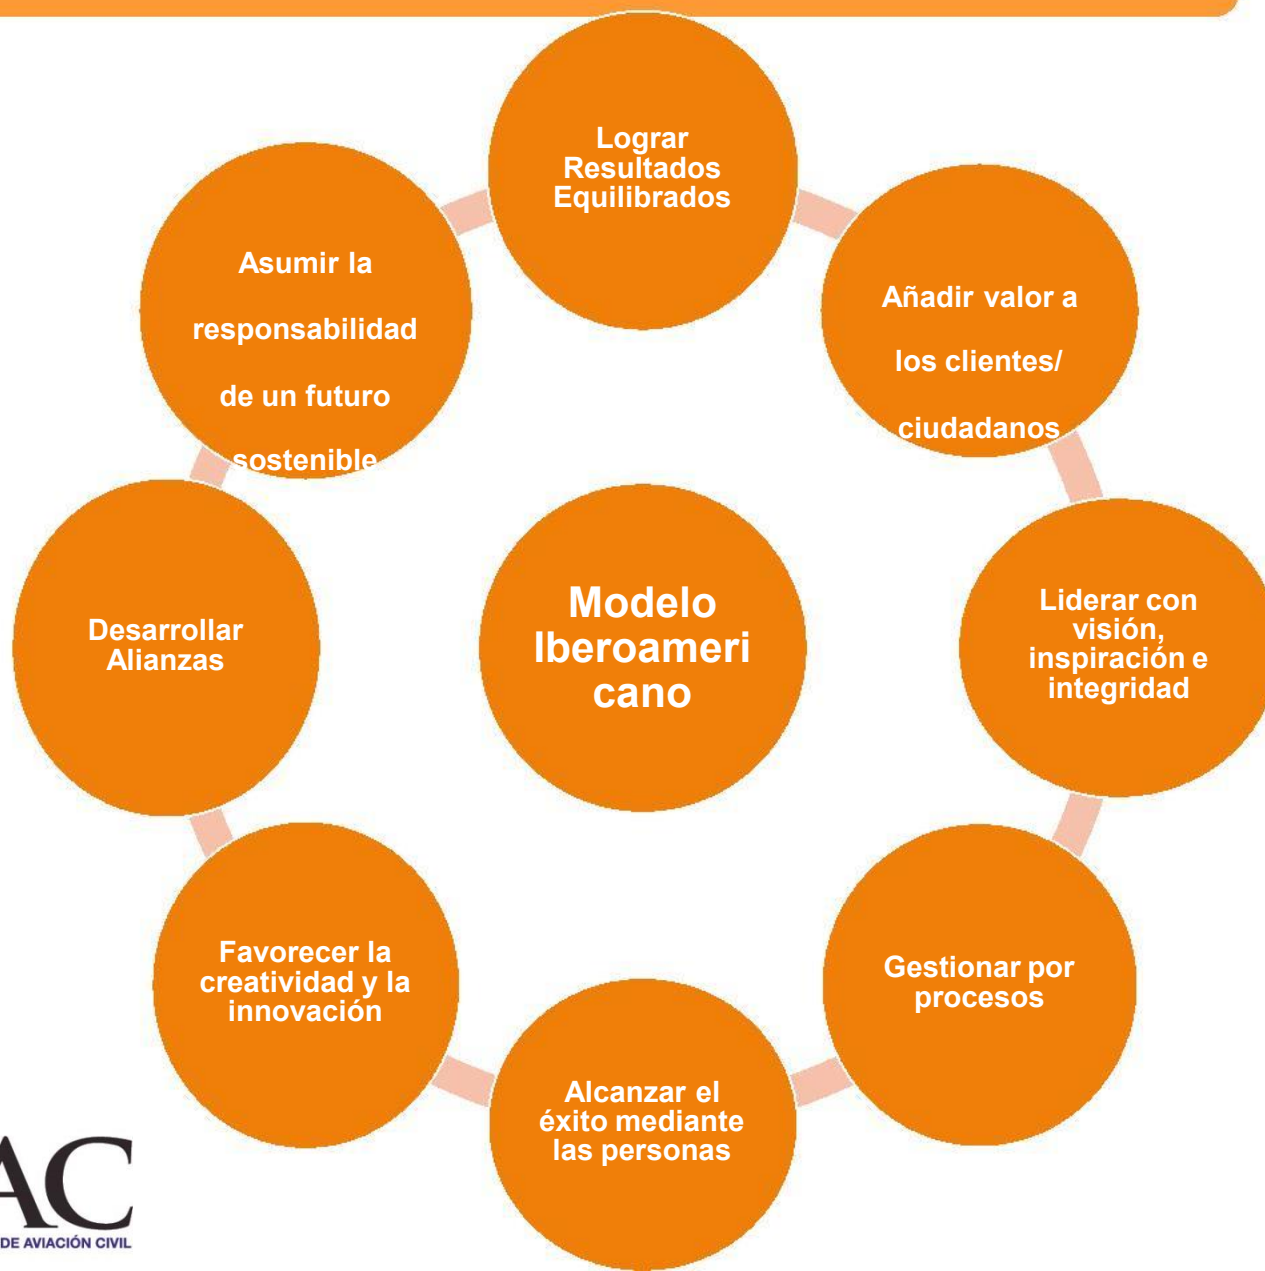 Lograr
Resultados
Equilibrados
Añadir valor a
los clientes/
ciudadanos
Liderar con
visión,
inspiración e
integridad
Gestionar por
procesos
Alcanzar el
éxito mediante
las personas
Favorecer la
creatividad y la
innovación
Desarrollar
Alianzas
Asumir la
responsabilidad
de un futuro
sostenible
Modelo
Iberoameri
cano
AC
DE AVIACIÓN CIVIL